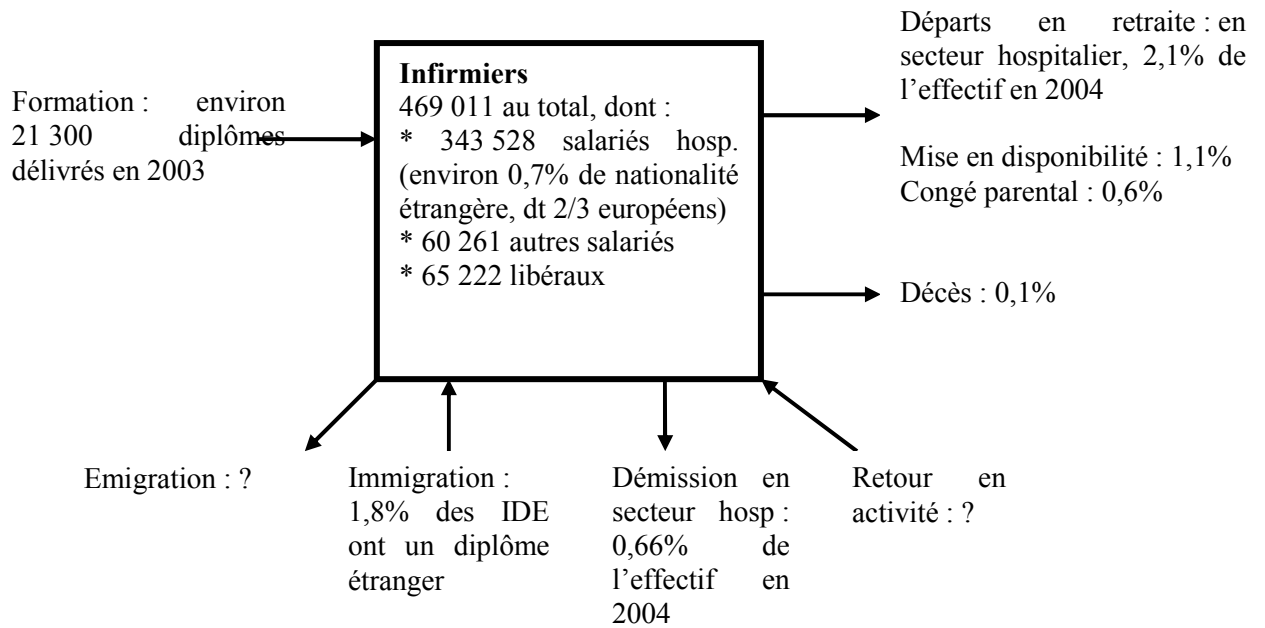 Formation : environ
21 300 diplômes
délivrés en 2003
Infirmiers
469 011 au total, dont :
* 343 528 salariés hosp.
(environ 0,7% de nationalité
étrangère, dt 2/3 européens)
* 60 261 autres salariés
* 65 222 libéraux
Départs en retraite : en
secteur hospitalier, 2,1% de
l’effectif en 2004
Mise en disponibilité : 1,1%
Congé parental : 0,6%
Décès : 0,1%
Emigration : ?
Immigration :
1,8% des IDE
ont un diplôme
étranger
Démission en
secteur hosp :
0,66% de
l’effectif en
2004
Retour en
activité : ?